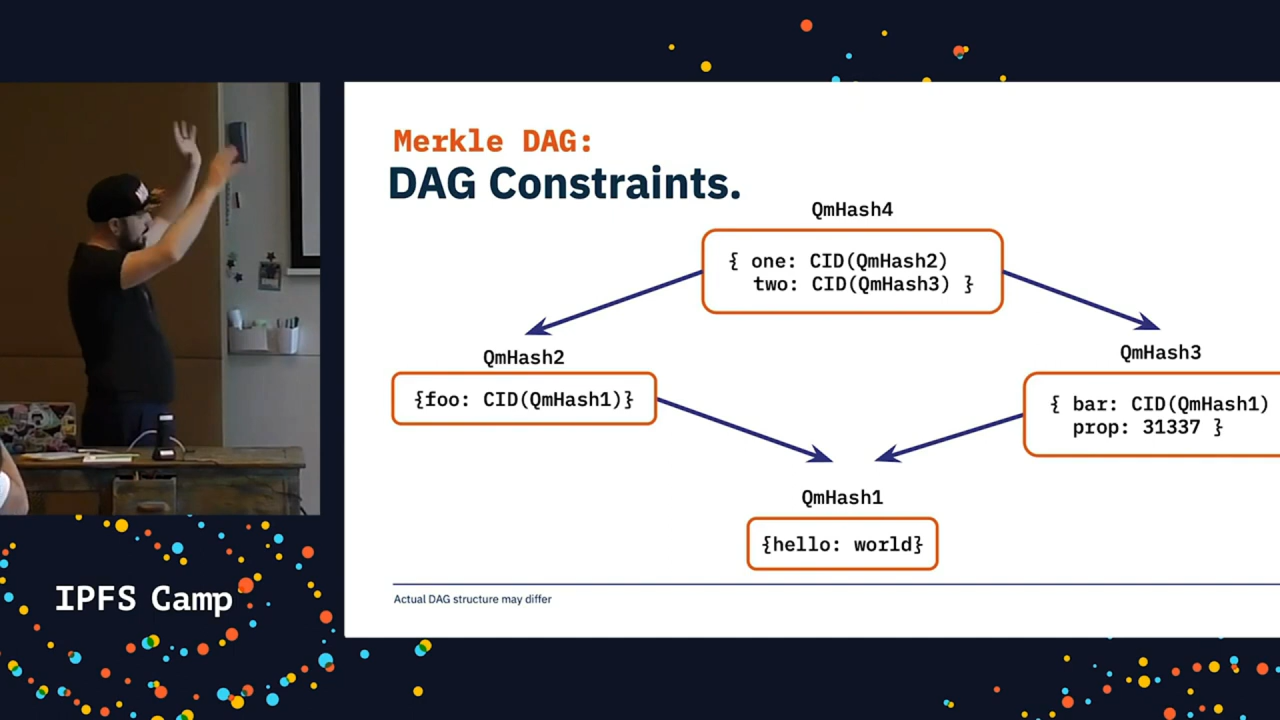 Merkle DAG:
DAG Constraints.
QmHash4
{ one: CID(QmHash2)
two: CID(QmHash3) }
QmHash2
{foo: CID(QmHash1)}
QmHash3
{ bar: CID(QmHash1)
prop: 31337 }
QmHash1
{hello: world}
Actual DAG structure may differ
IPFS Camp